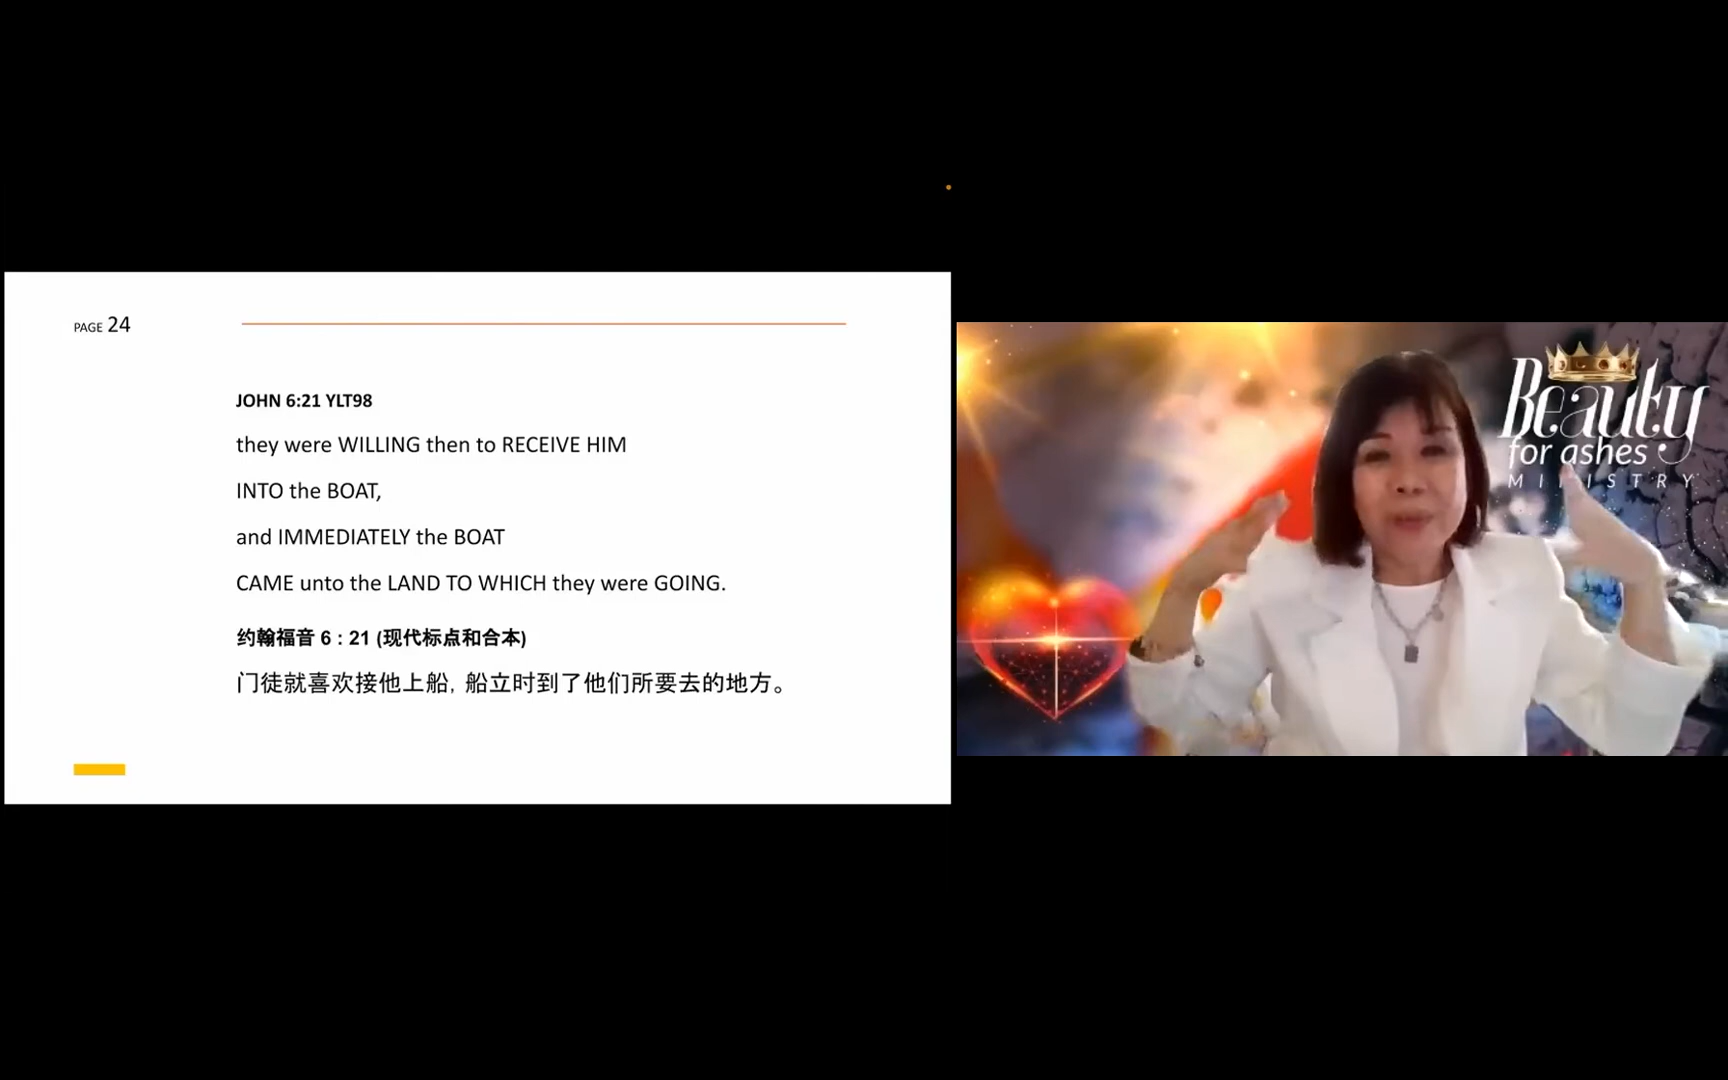 PAGE 24
JOHN 6:21 YLT98
they were WILLING then to RECEIVE HIM
INTO the BOAT,
and IMMEDIATELY the BOAT
CAME unto the LAND TO WHICH they were GOING.
约翰福音 6 : 21 (现代标点和合本)
门徒就喜欢接他上船, 船立时到了他们所要去的地方。
Beauty
for ashes
MINISTRY